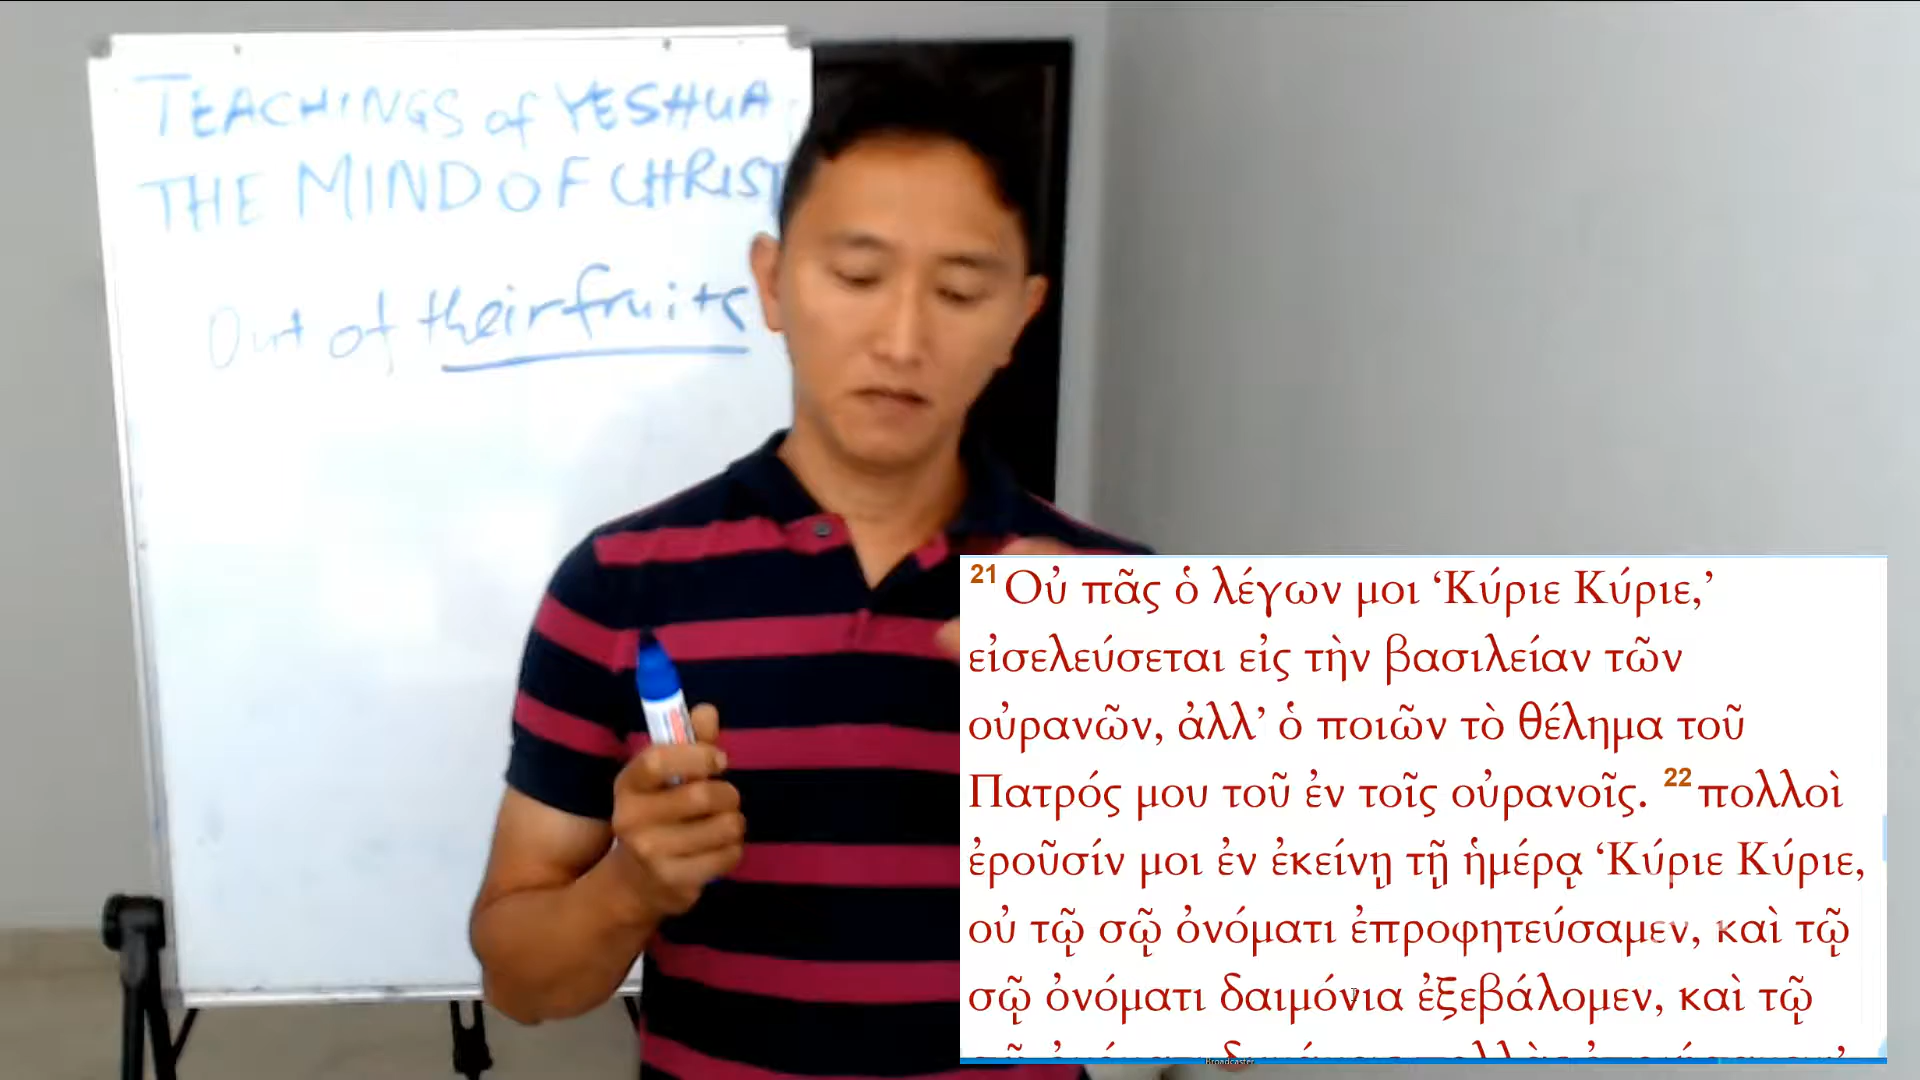 TEACHINGS of YESHUA
THE MIND OF CHRIST
Out of their fruits
21 Οὐ πᾶς ὁ λέγων μοι ‘Κύριε Κύριε,’
εἰσελεύσεται εἰς τὴν βασιλείαν τῶν
οὐρανῶν, ἀλλ’ ὁ ποιῶν τὸ θέλημα τοῦ
Πατρός μου τοῦ ἐν τοῖς οὐρανοῖς. 22 πολλοὶ
ἐροῦσίν μοι ἐν ἐκείνῃ τῇ ἡμέρᾳ ‘Κύριε Κύριε,
οὐ τῷ σῷ ὀνόματι ἐπροφητεύσαμεν, καὶ τῷ
σῷ ὀνόματι δαιμόνια ἐξεβάλομεν, καὶ τῷ
Broadcaster